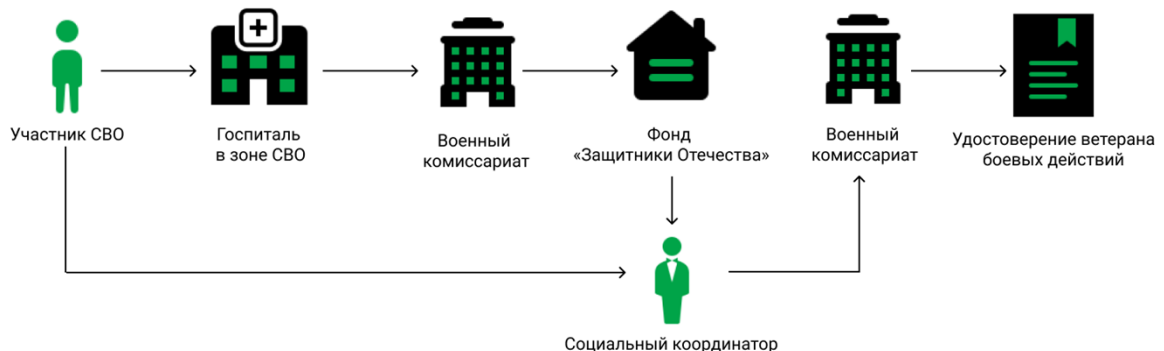 Участник СВО
Госпиталь
в зоне СВО
Военный
комиссариат
Фонд
«Защитники Отечества»
Военный
комиссариат
Удостоверение ветерана
боевых действий
Социальный координатор